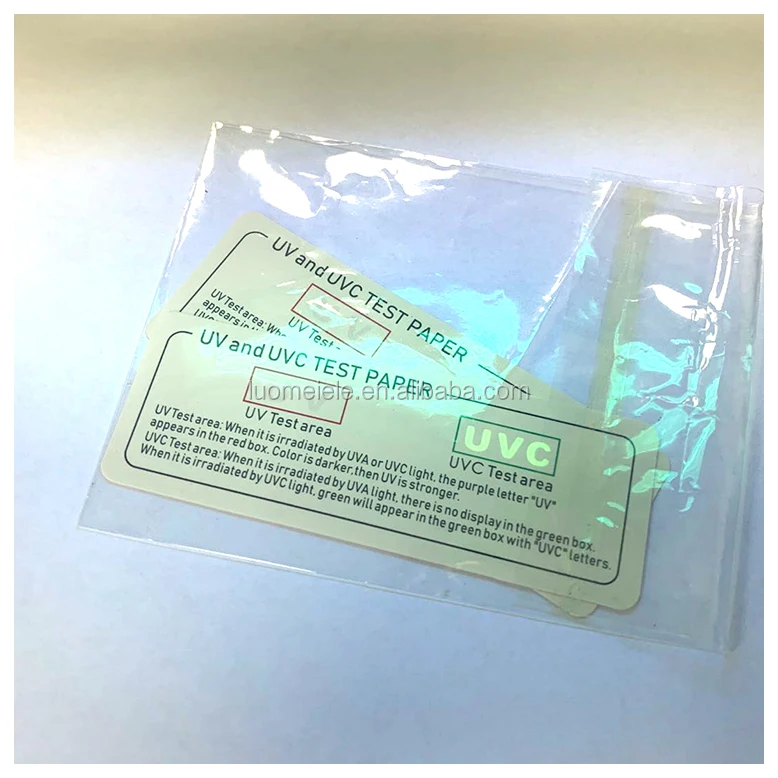 UV and UVC TEST PAPER
UV Test
UV Test area: Whe
appears in
UV and UVC TEST PAPER
luomeiele.en.alibaba.com
UV Test area
UVC
UVC Test area
UV Test area: When it is irradiated by UVA or UVC light, the purple letter "UV"
appears in the red box. Color is darker,then UV is stronger.
UVC Test area: When it is irradiated by UVA light, there is no display in the green box.
When it is irradiated by UVC light, green will appear in the green box with "UVC" letters.